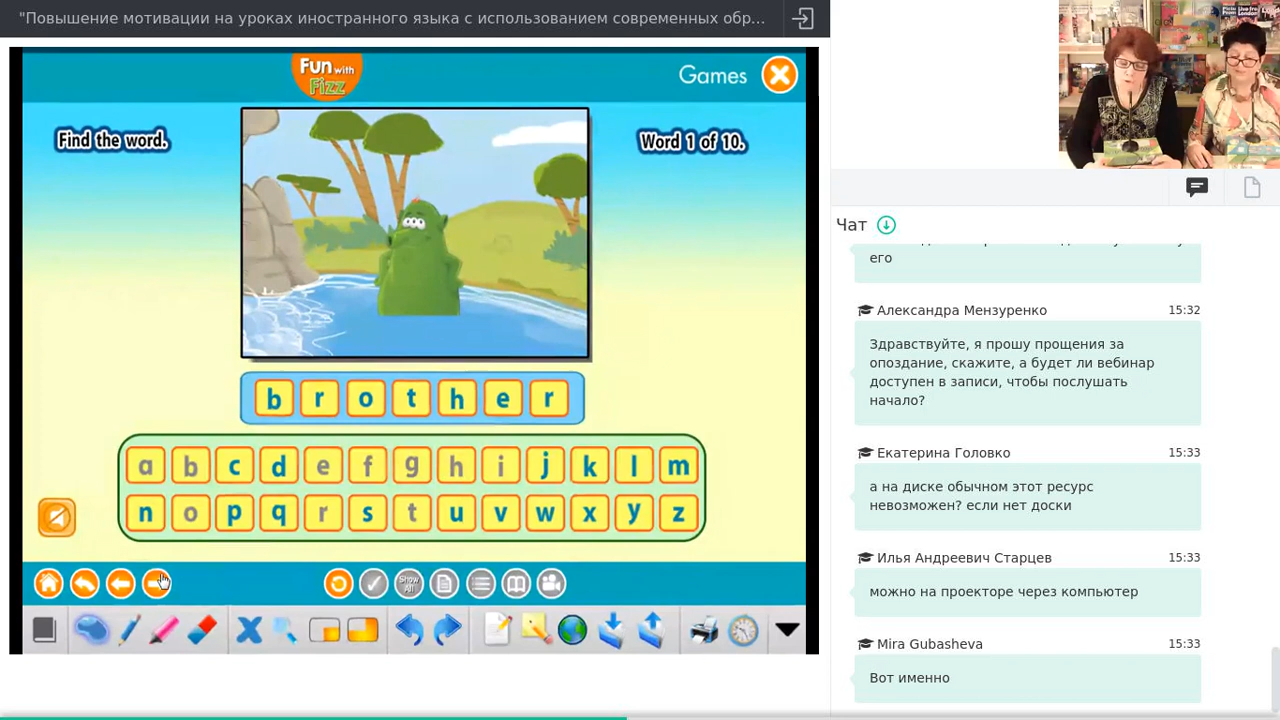 "Повышение мотивации на уроках иностранного языка с использованием современных обр...
Fun with
Fizz
Games
Find the word.
Word 1 of 10.
b r o t h e r
a b c d e f g h i j k l m
n o p q r s t u v w x y z
Show
All
Чат
его
Александра Мензуренко 15:32
Здравствуйте, я прошу прощения за
опоздание, скажите, а будет ли вебинар
доступен в записи, чтобы послушать
начало?
Екатерина Головко 15:33
а на диске обычном этот ресурс
невозможен? если нет доски
Илья Андреевич Старцев 15:33
можно на проекторе через компьютер
Mira Gubasheva 15:33
Вот именно